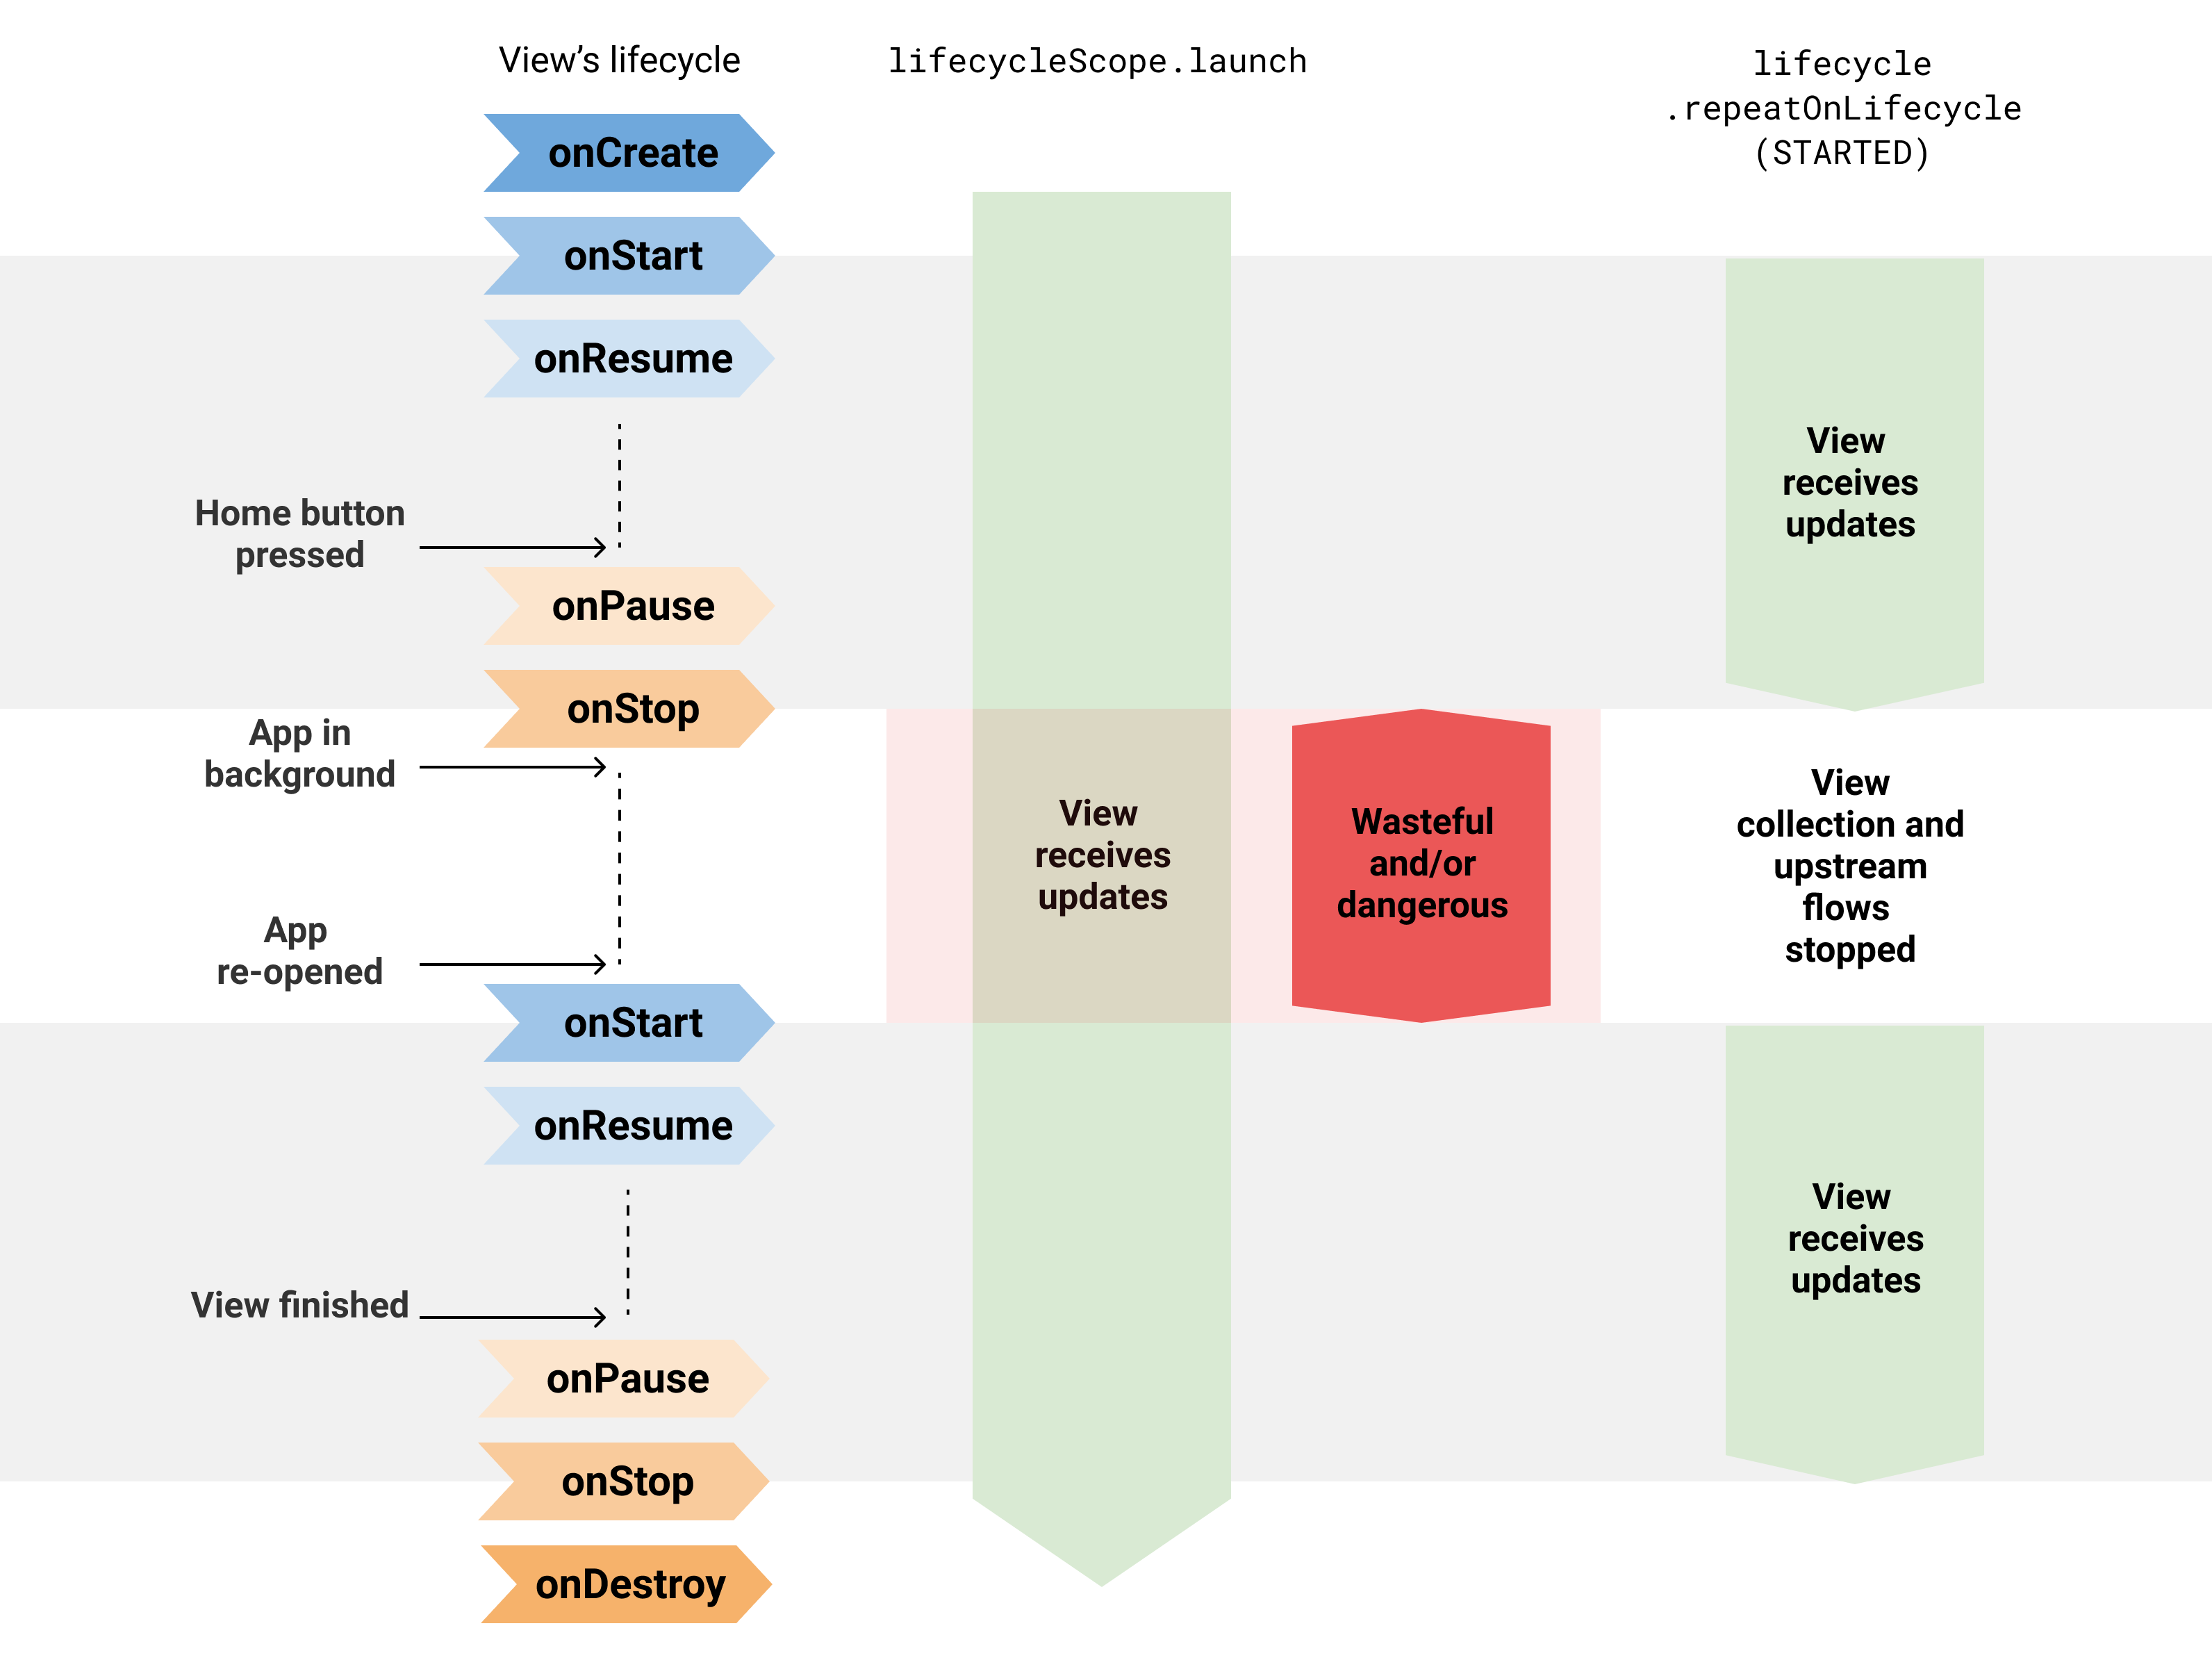 View's lifecycle
lifecycleScope.launch
lifecycle
.repeatOnLifecycle
(STARTED)
onCreate
onStart
onResume
Home button
pressed
onPause
onStop
App in
background
App
re-opened
onStart
onResume
View finished
onPause
onStop
onDestroy
View
receives
updates
Wasteful
and/or
dangerous
View
receives
updates
View
collection and
upstream
flows
stopped
View
receives
updates